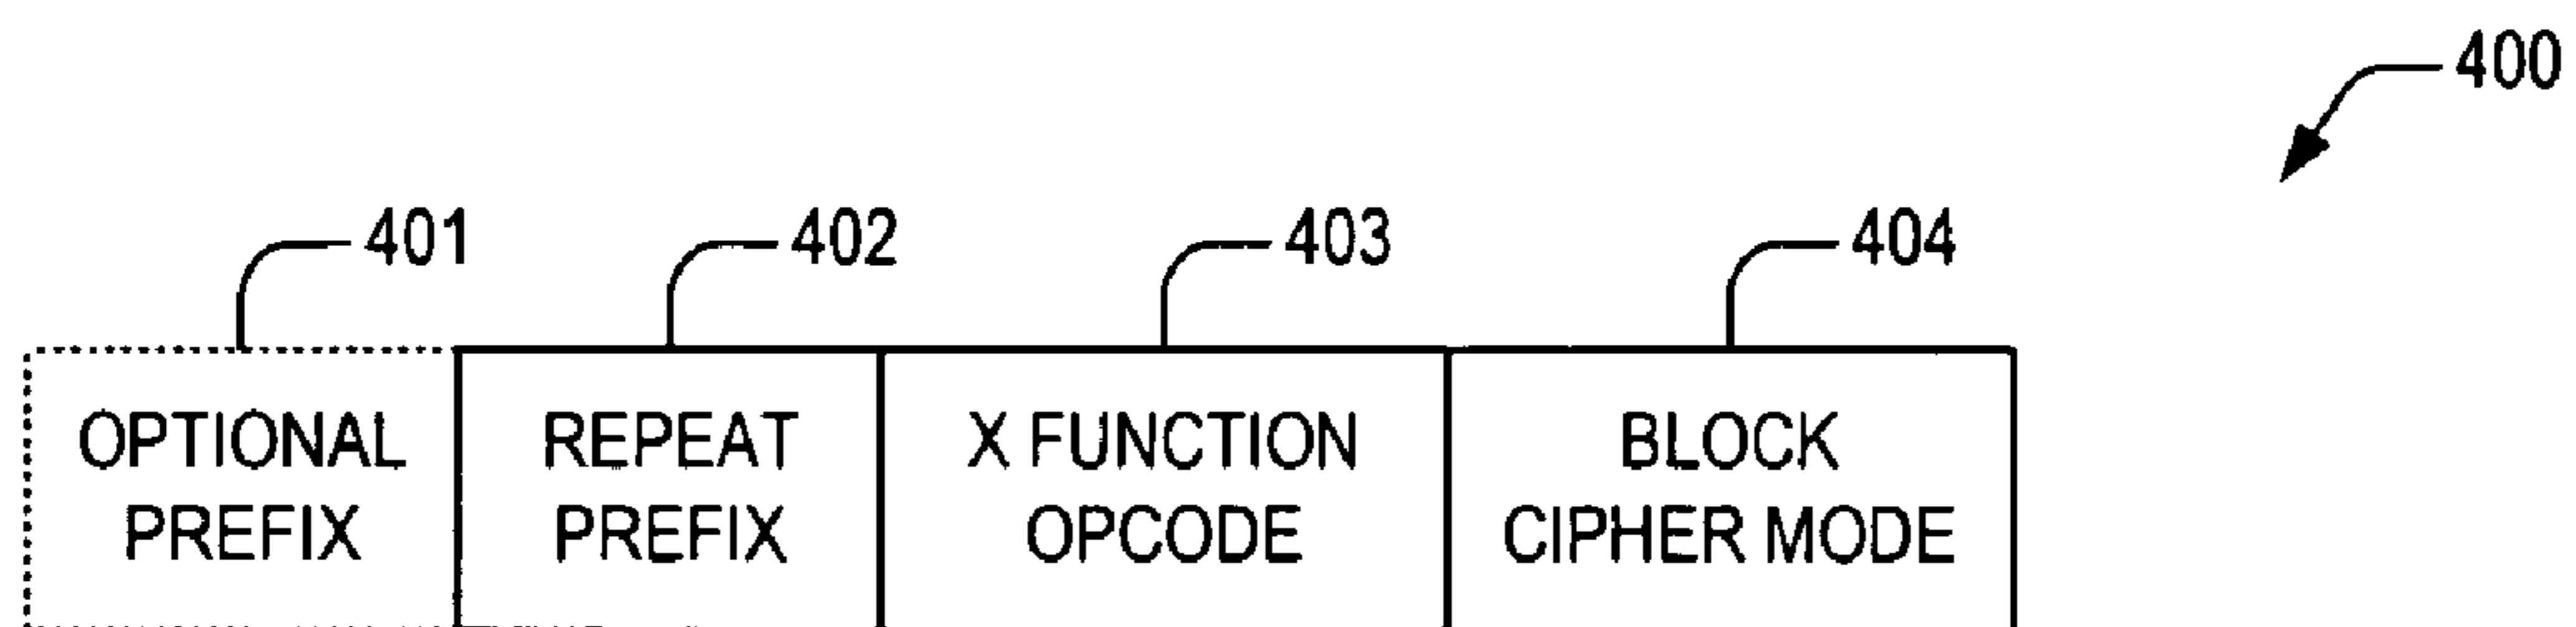 400
401 402 403 404
OPTIONAL REPEAT X FUNCTION BLOCK
PREFIX PREFIX OPCODE CIPHER MODE